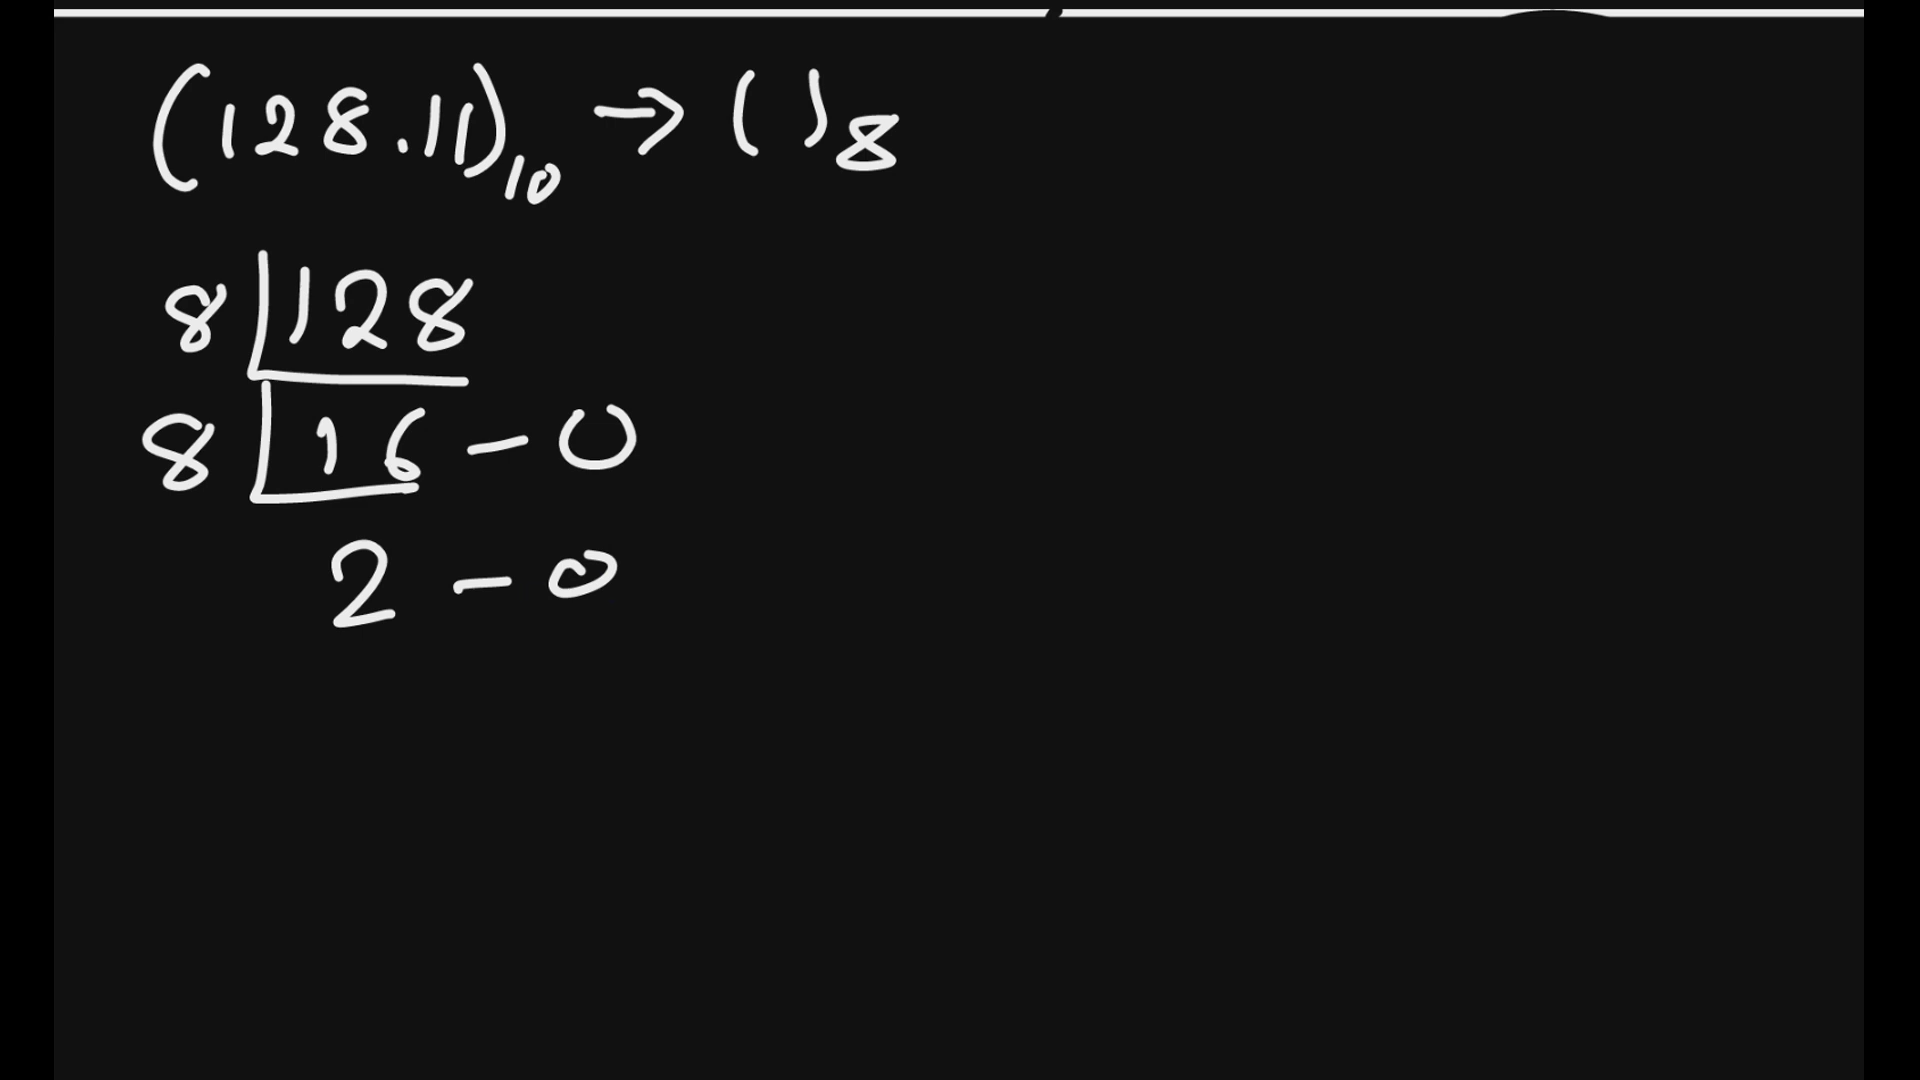 (128.11)10 → ( )8
8 | 128
8 | 16 - 0
2 - 0